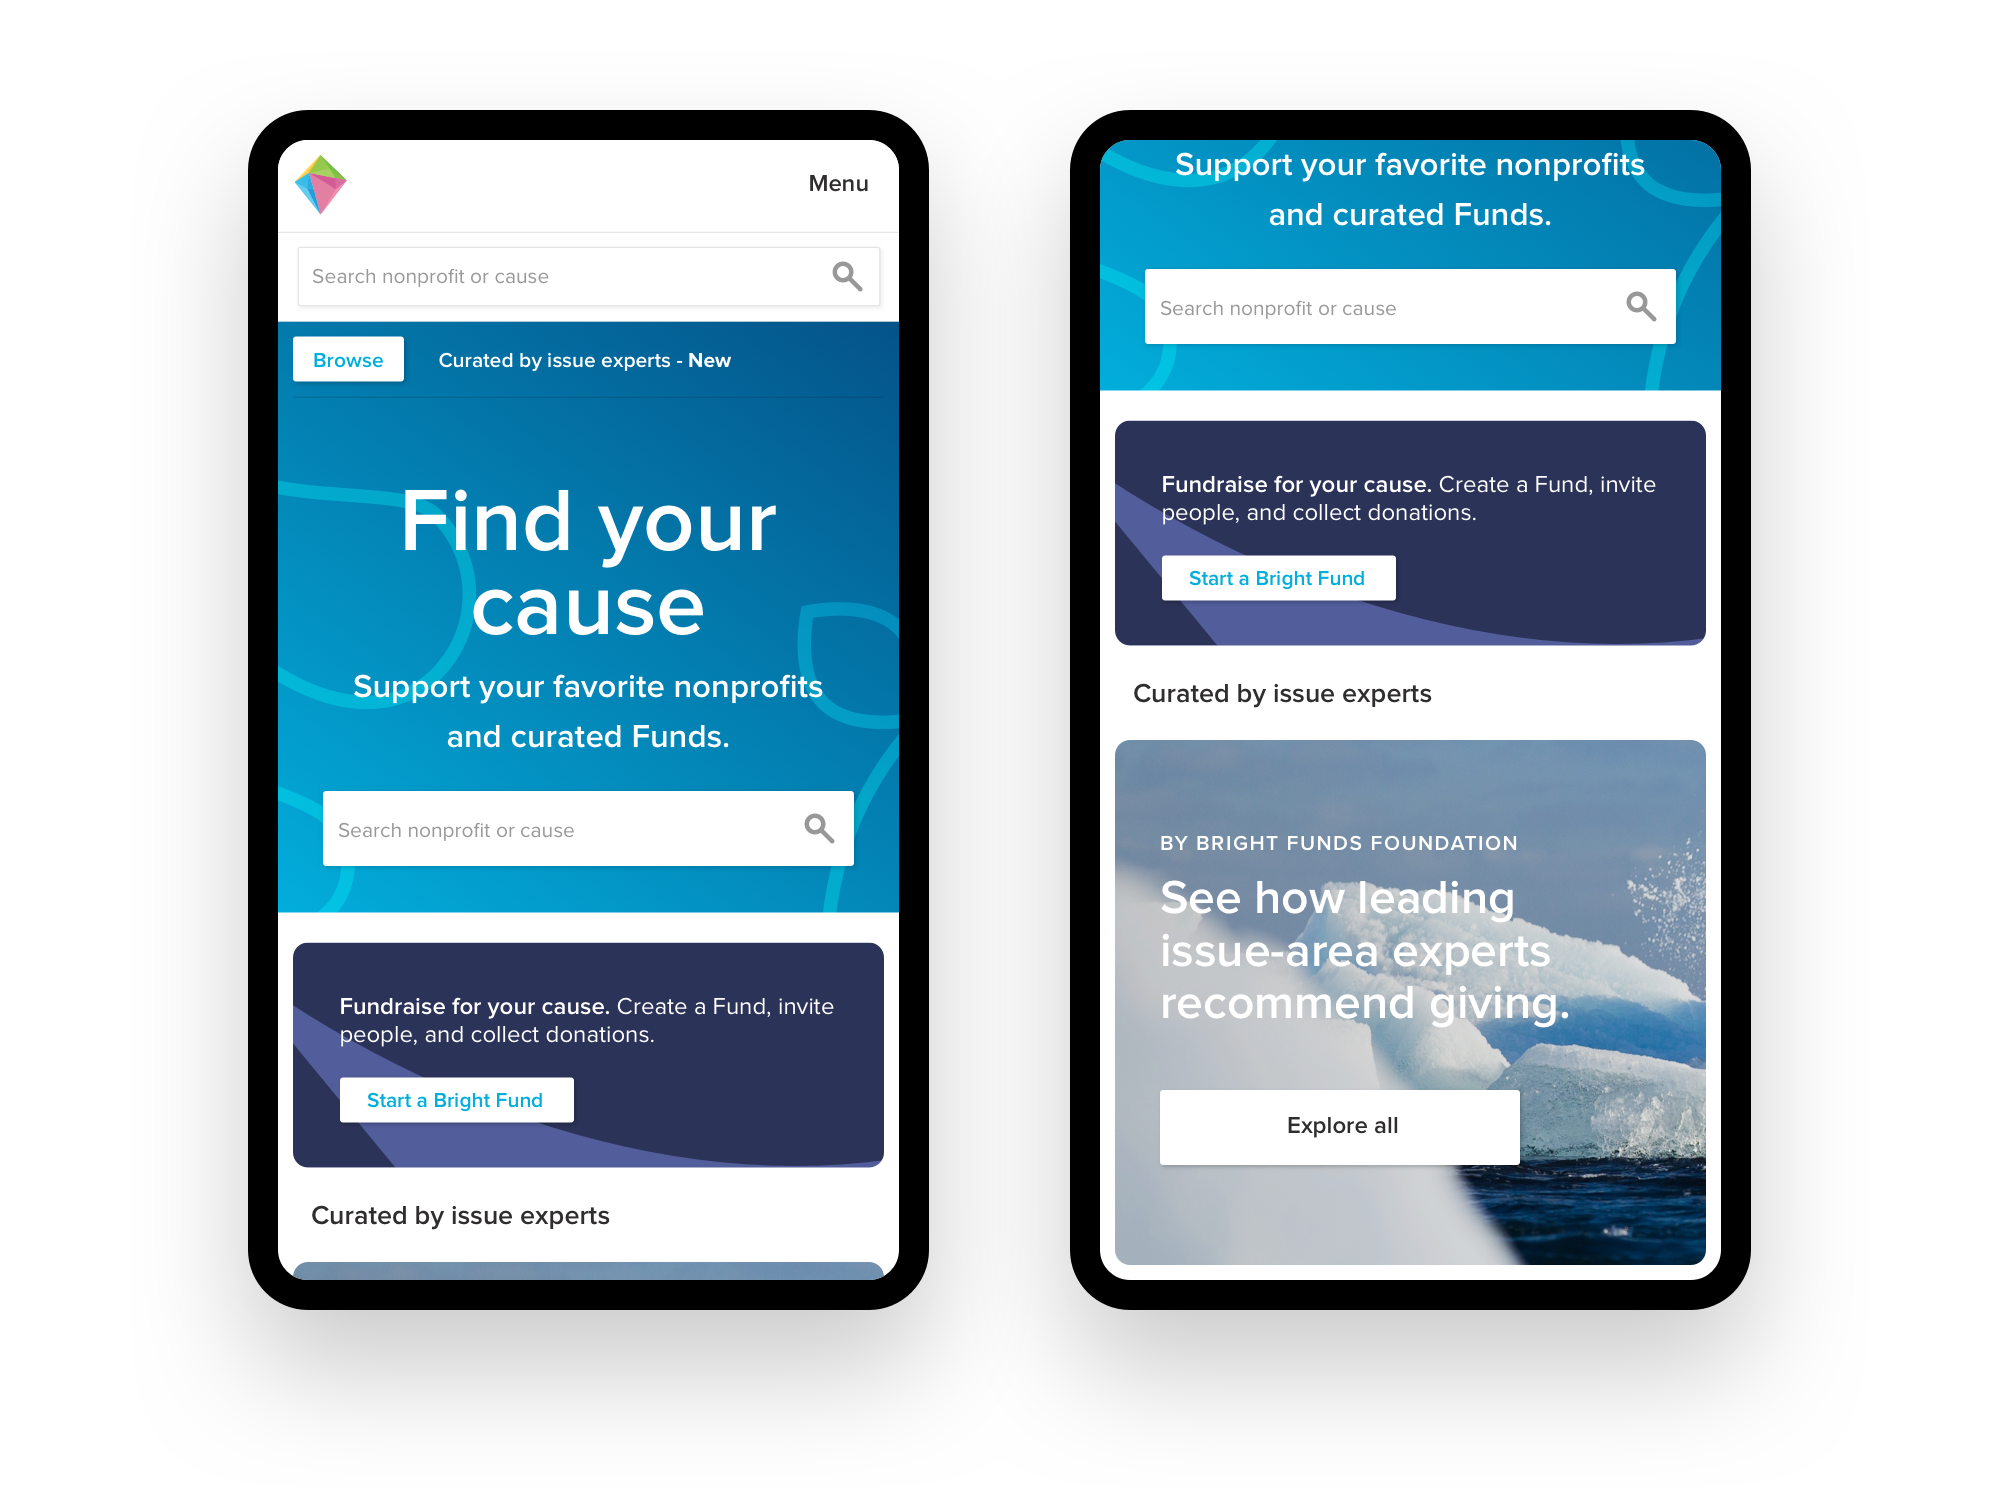 Menu
Search nonprofit or cause
Browse
Curated by issue experts - New
Find your
cause
Support your favorite nonprofits
and curated Funds.
Search nonprofit or cause
Fundraise for your cause. Create a Fund, invite
people, and collect donations.
Start a Bright Fund
Curated by issue experts
Support your favorite nonprofits
and curated Funds.
Search nonprofit or cause
Fundraise for your cause. Create a Fund, invite
people, and collect donations.
Start a Bright Fund
Curated by issue experts
BY BRIGHT FUNDS FOUNDATION
See how leading
issue-area experts
recommend giving.
Explore all